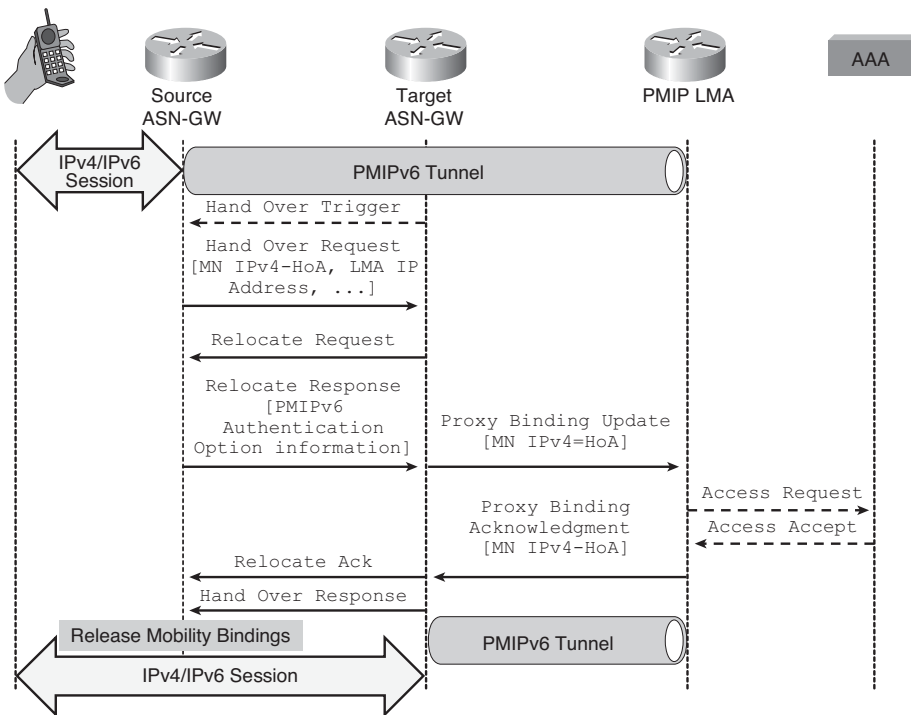 Source
ASN-GW
Target
ASN-GW
PMIP LMA
AAA
IPv4/IPv6
Session
PMIPv6 Tunnel
Hand Over Trigger
Hand Over Request
[MN IPv4-HoA, LMA IP
Address, ...]
Relocate Request
Relocate Response
[PMIPv6
Authentication
Option information]
Proxy Binding Update
[MN IPv4=HoA]
Access Request
Access Accept
Proxy Binding
Acknowledgment
[MN IPv4-HoA]
Relocate Ack
Hand Over Response
Release Mobility Bindings
PMIPv6 Tunnel
IPv4/IPv6 Session